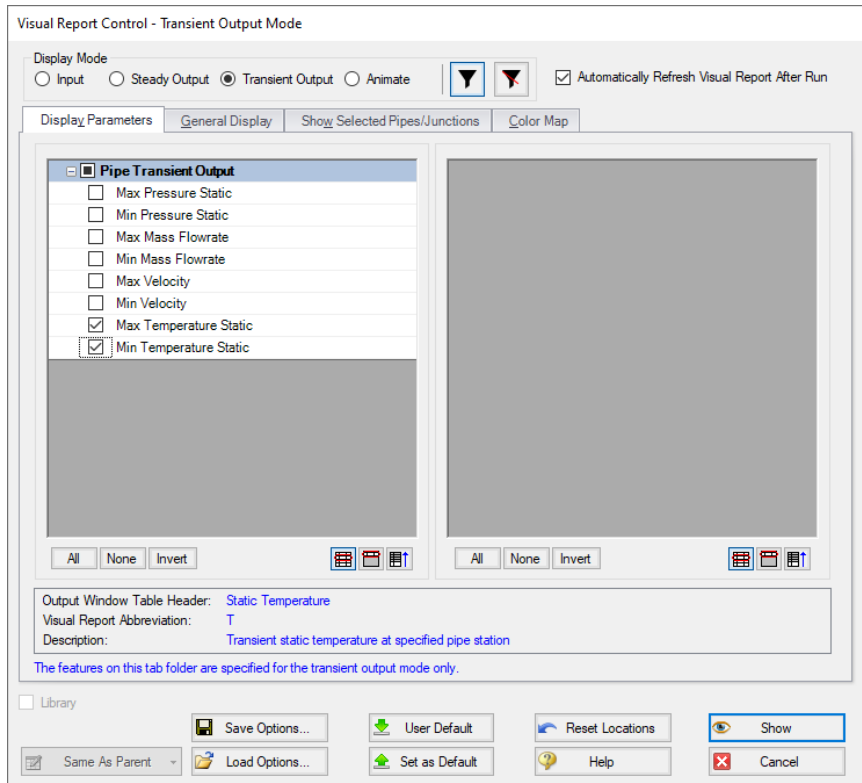 Visual Report Control - Transient Output Mode
Display Mode
Input Steady Output Transient Output Animate
Automatically Refresh Visual Report After Run
Display Parameters General Display Show Selected Pipes/Junctions Color Map
Pipe Transient Output
Max Pressure Static
Min Pressure Static
Max Mass Flowrate
Min Mass Flowrate
Max Velocity
Min Velocity
Max Temperature Static
Min Temperature Static
All None Invert All None Invert
Output Window Table Header: Static Temperature
Visual Report Abbreviation: T
Description: Transient static temperature at specified pipe station
The features on this tab folder are specified for the transient output mode only.
Library
Save Options... User Default Reset Locations Show
Same As Parent Load Options... Set as Default Help Cancel